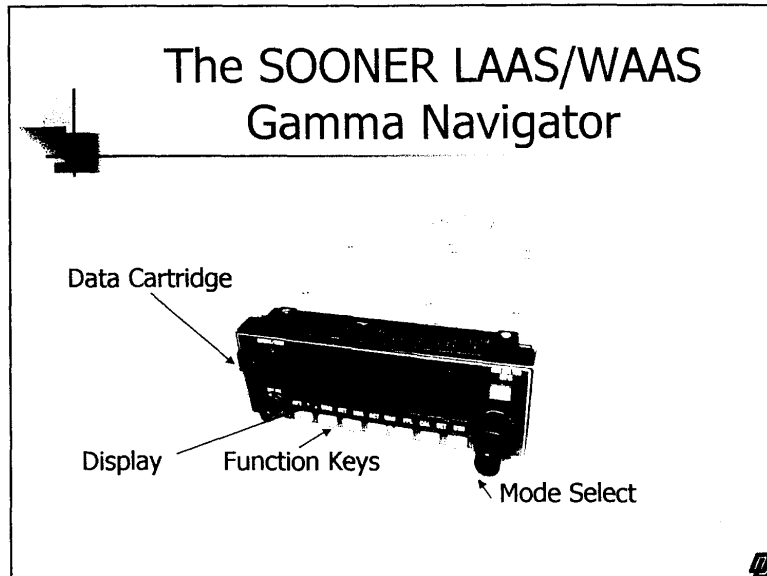 The SOONER LAAS/WAAS
Gamma Navigator
Data Cartridge
Display
Function Keys
Mode Select